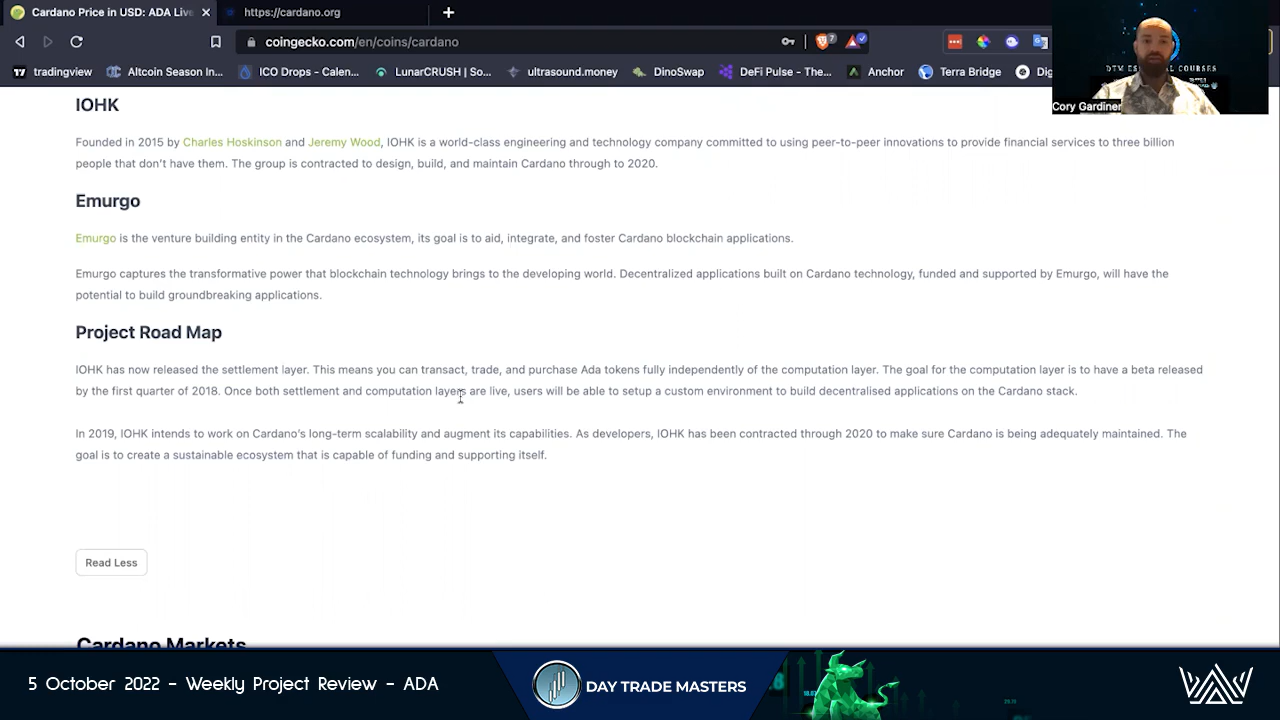 Cardano Price in USD: ADA Live
https://cardano.org
coingecko.com/en/coins/cardano
7
tradingview
Altcoin Season In...
ICO Drops - Calen...
LunarCRUSH | So...
ultrasound.money
DinoSwap
DeFi Pulse - The...
Anchor
Terra Bridge
Dig
Cory Gardiner
IOHK
Founded in 2015 by Charles Hoskinson and Jeremy Wood, IOHK is a world-class engineering and technology company committed to using peer-to-peer innovations to provide financial services to three billion
people that don't have them. The group is contracted to design, build, and maintain Cardano through to 2020.
Emurgo
Emurgo is the venture building entity in the Cardano ecosystem, its goal is to aid, integrate, and foster Cardano blockchain applications.
Emurgo captures the transformative power that blockchain technology brings to the developing world. Decentralized applications built on Cardano technology, funded and supported by Emurgo, will have the
potential to build groundbreaking applications.
Project Road Map
IOHK has now released the settlement layer. This means you can transact, trade, and purchase Ada tokens fully independently of the computation layer. The goal for the computation layer is to have a beta released
by the first quarter of 2018. Once both settlement and computation layers are live, users will be able to setup a custom environment to build decentralised applications on the Cardano stack.
In 2019, IOHK intends to work on Cardano's long-term scalability and augment its capabilities. As developers, IOHK has been contracted through 2020 to make sure Cardano is being adequately maintained. The
goal is to create a sustainable ecosystem that is capable of funding and supporting itself.
Read Less
Cardano Markets
5 October 2022 - Weekly Project Review - ADA
DAY TRADE MASTERS